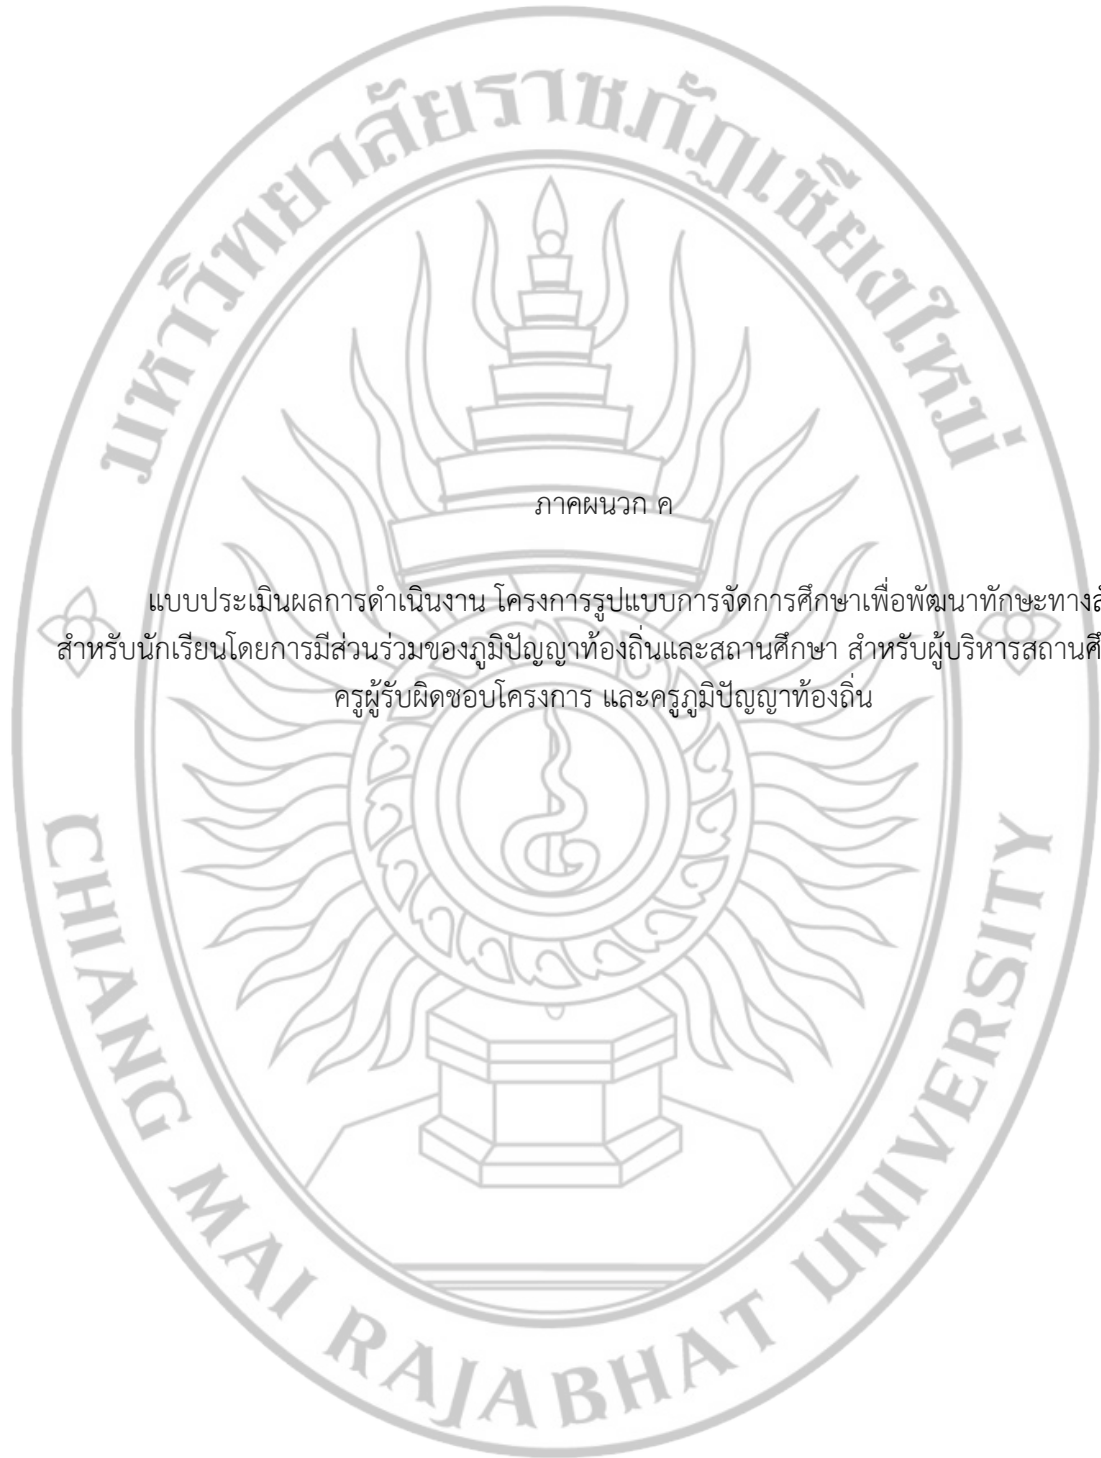 มหาวิทยาลัยราชภัฏเชียงใหม่
ภาคผนวก ค
แบบประเมินผลการดำเนินงาน โครงการรูปแบบการจัดการศึกษาเพื่อพัฒนาทักษะทาง
สำหรับนักเรียนโดยการมีส่วนร่วมของภูมิปัญญาท้องถิ่นและสถานศึกษา สำหรับผู้บริหาร
ครูผู้รับผิดชอบโครงการ และครูภูมิปัญญาท้องถิ่น
CHIANG MAI RAJABHAT UNIVERSITY